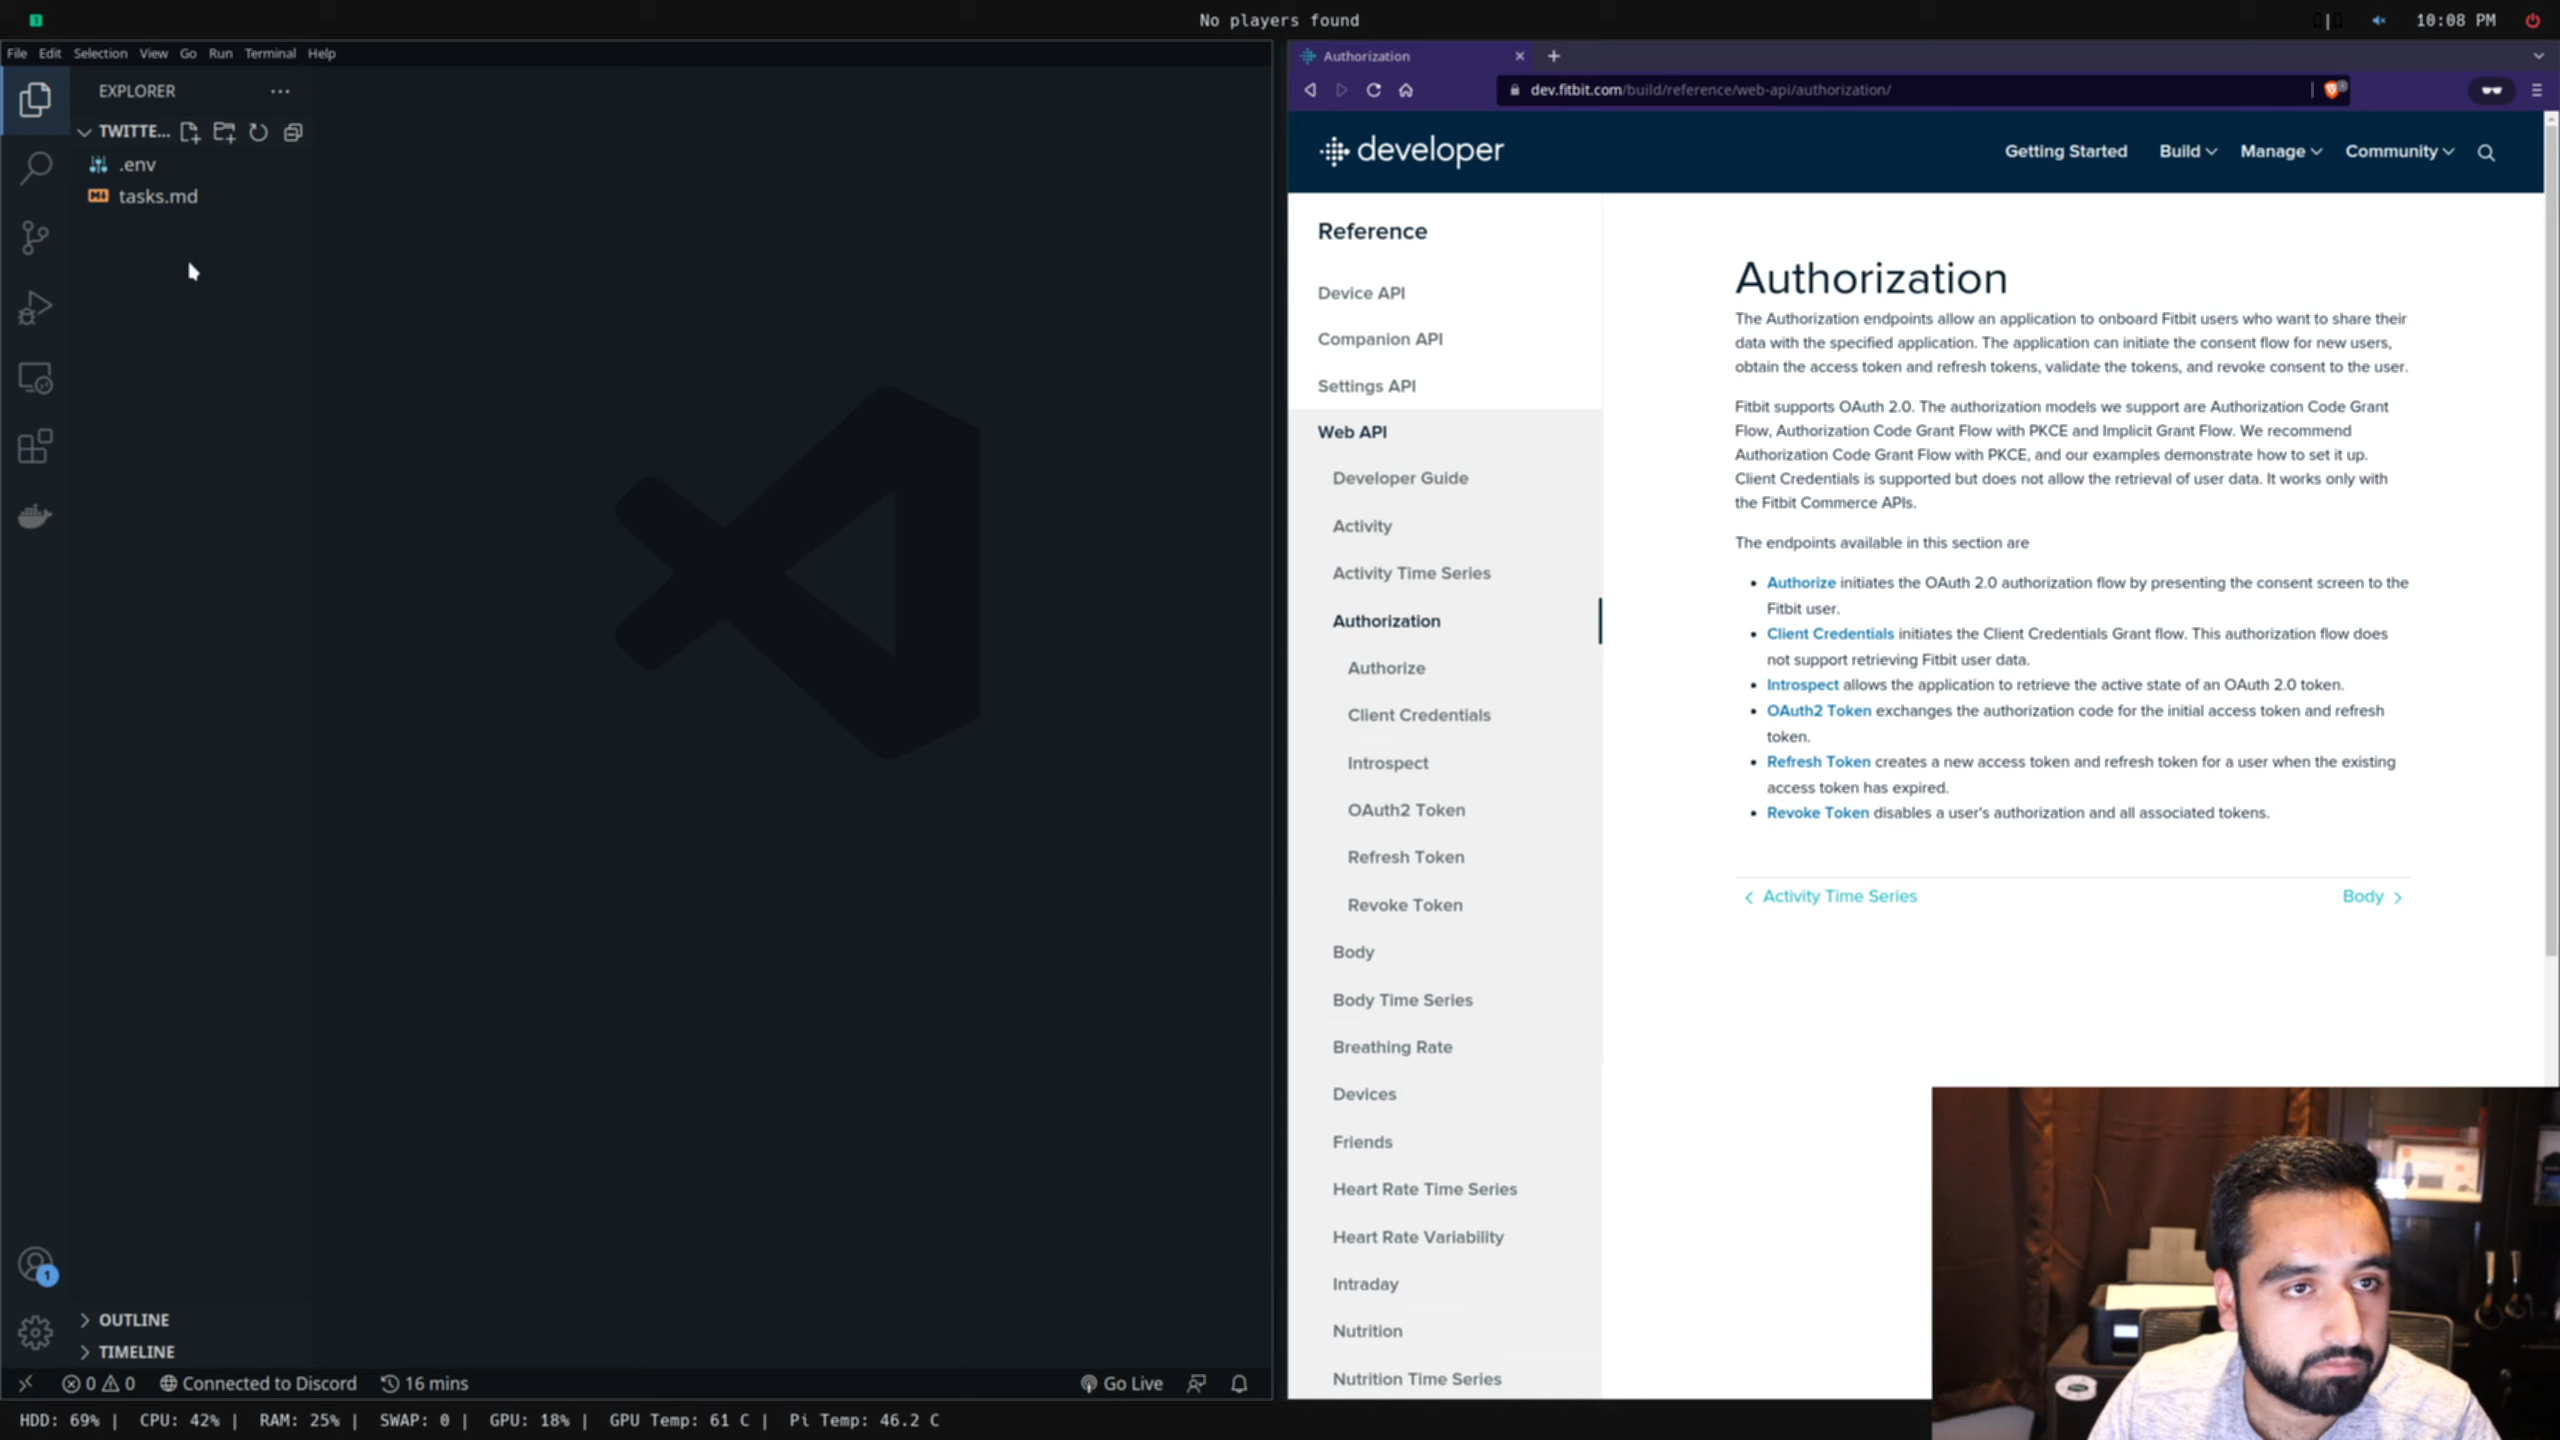 1
No players found
10:08 PM
File Edit Selection View Go Run Terminal Help
EXPLORER
TWITTE...
.env
tasks.md
1
OUTLINE
TIMELINE
0 0 Connected to Discord 16 mins
Go Live
Authorization
dev.fitbit.com/build/reference/web-api/authorization/
developer
Getting Started Build Manage Community
Reference
Device API
Companion API
Settings API
Web API
Developer Guide
Activity
Activity Time Series
Authorization
Authorize
Client Credentials
Introspect
OAuth2 Token
Refresh Token
Revoke Token
Body
Body Time Series
Breathing Rate
Devices
Friends
Heart Rate Time Series
Heart Rate Variability
Intraday
Nutrition
Nutrition Time Series
Authorization
The Authorization endpoints allow an application to onboard Fitbit users who want to share their
data with the specified application. The application can initiate the consent flow for new users,
obtain the access token and refresh tokens, validate the tokens, and revoke consent to the user.
Fitbit supports OAuth 2.0. The authorization models we support are Authorization Code Grant
Flow, Authorization Code Grant Flow with PKCE and Implicit Grant Flow. We recommend
Authorization Code Grant Flow with PKCE, and our examples demonstrate how to set it up.
Client Credentials is supported but does not allow the retrieval of user data. It works only with
the Fitbit Commerce APIs.
The endpoints available in this section are
• Authorize initiates the OAuth 2.0 authorization flow by presenting the consent screen to the
Fitbit user.
• Client Credentials initiates the Client Credentials Grant flow. This authorization flow does
not support retrieving Fitbit user data.
• Introspect allows the application to retrieve the active state of an OAuth 2.0 token.
• OAuth2 Token exchanges the authorization code for the initial access token and refresh
token.
• Refresh Token creates a new access token and refresh token for a user when the existing
access token has expired.
• Revoke Token disables a user's authorization and all associated tokens.
Activity Time Series
Body
HDD: 69% | CPU: 42% | RAM: 25% | SWAP: 0 | GPU: 18% | GPU Temp: 61 C | Pi Temp: 46.2 C